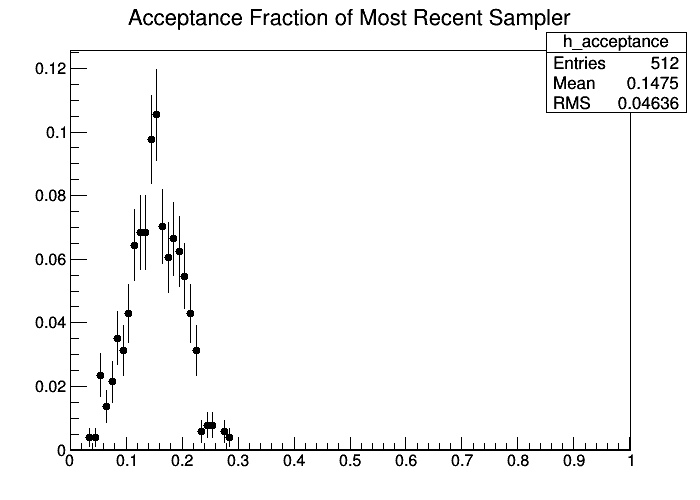 Acceptance Fraction of Most Recent Sampler
h_acceptance
Entries 512
Mean 0.1475
RMS 0.04636
0.12
0.1
0.08
0.06
0.04
0.02
0
0 0.1 0.2 0.3 0.4 0.5 0.6 0.7 0.8 0.9 1